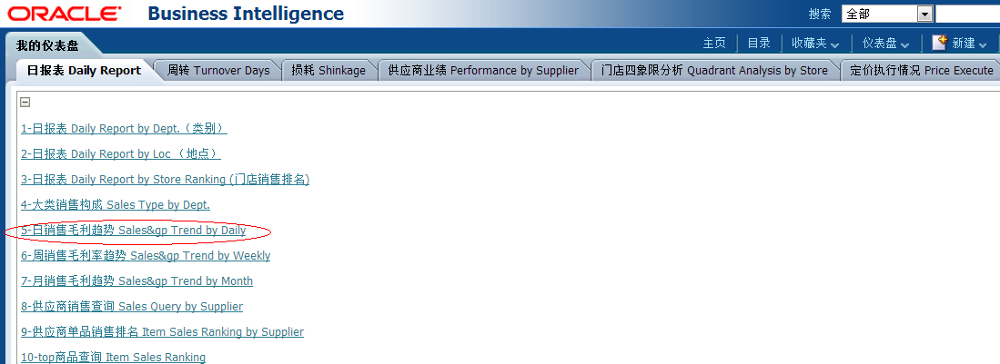 ORACLE Business Intelligence 搜索 全部
我的仪表盘 主页 目录 收藏夹 仪表盘 新建
日报表 Daily Report 周转 Turnover Days 损耗 Shinkage 供应商业绩 Performance by Supplier 门店四象限分析 Quadrant Analysis by Store 定价执行情况 Price Execute
1-日报表 Daily Report by Dept.（类别）
2-日报表 Daily Report by Loc （地点）
3-日报表 Daily Report by Store Ranking (门店销售排名)
4-大类销售构成 Sales Type by Dept.
5-日销售毛利趋势 Sales&gp Trend by Daily
6-周销售毛利率趋势 Sales&gp Trend by Weekly
7-月销售毛利趋势 Sales&gp Trend by Month
8-供应商销售查询 Sales Query by Supplier
9-供应商单品销售排名 Item Sales Ranking by Supplier
10-top商品查询 Item Sales Ranking